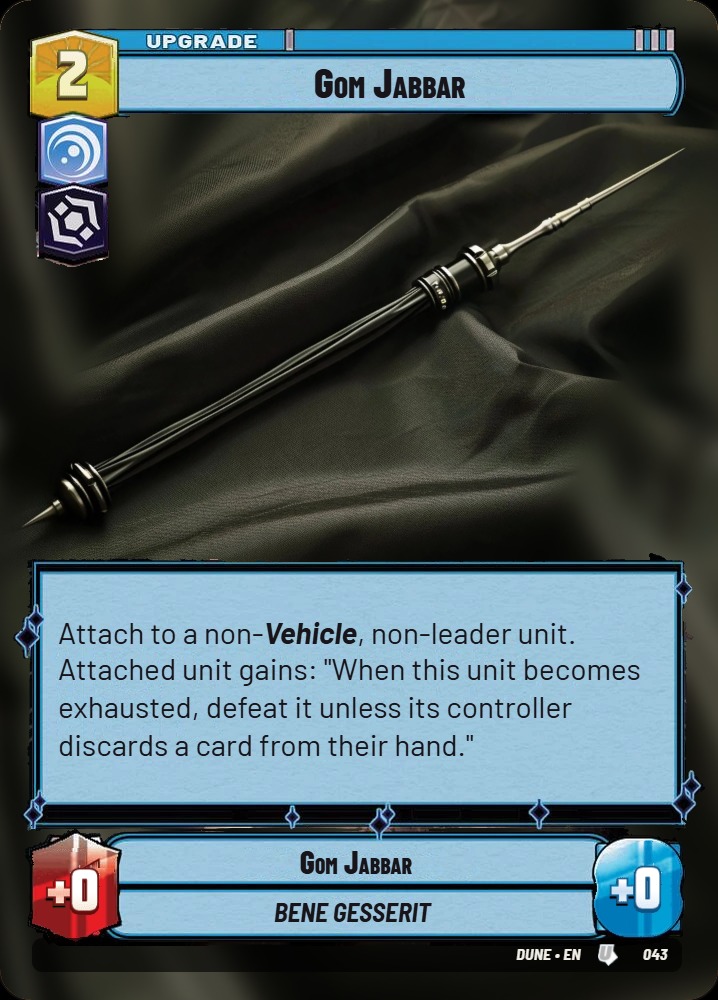 UPGRADE
2
Gom Jabbar
Attach to a non-Vehicle, non-leader unit.
Attached unit gains: "When this unit becomes
exhausted, defeat it unless its controller
discards a card from their hand."
+0
Gom Jabbar
+0
BENE GESSERIT
DUNE • EN U 043